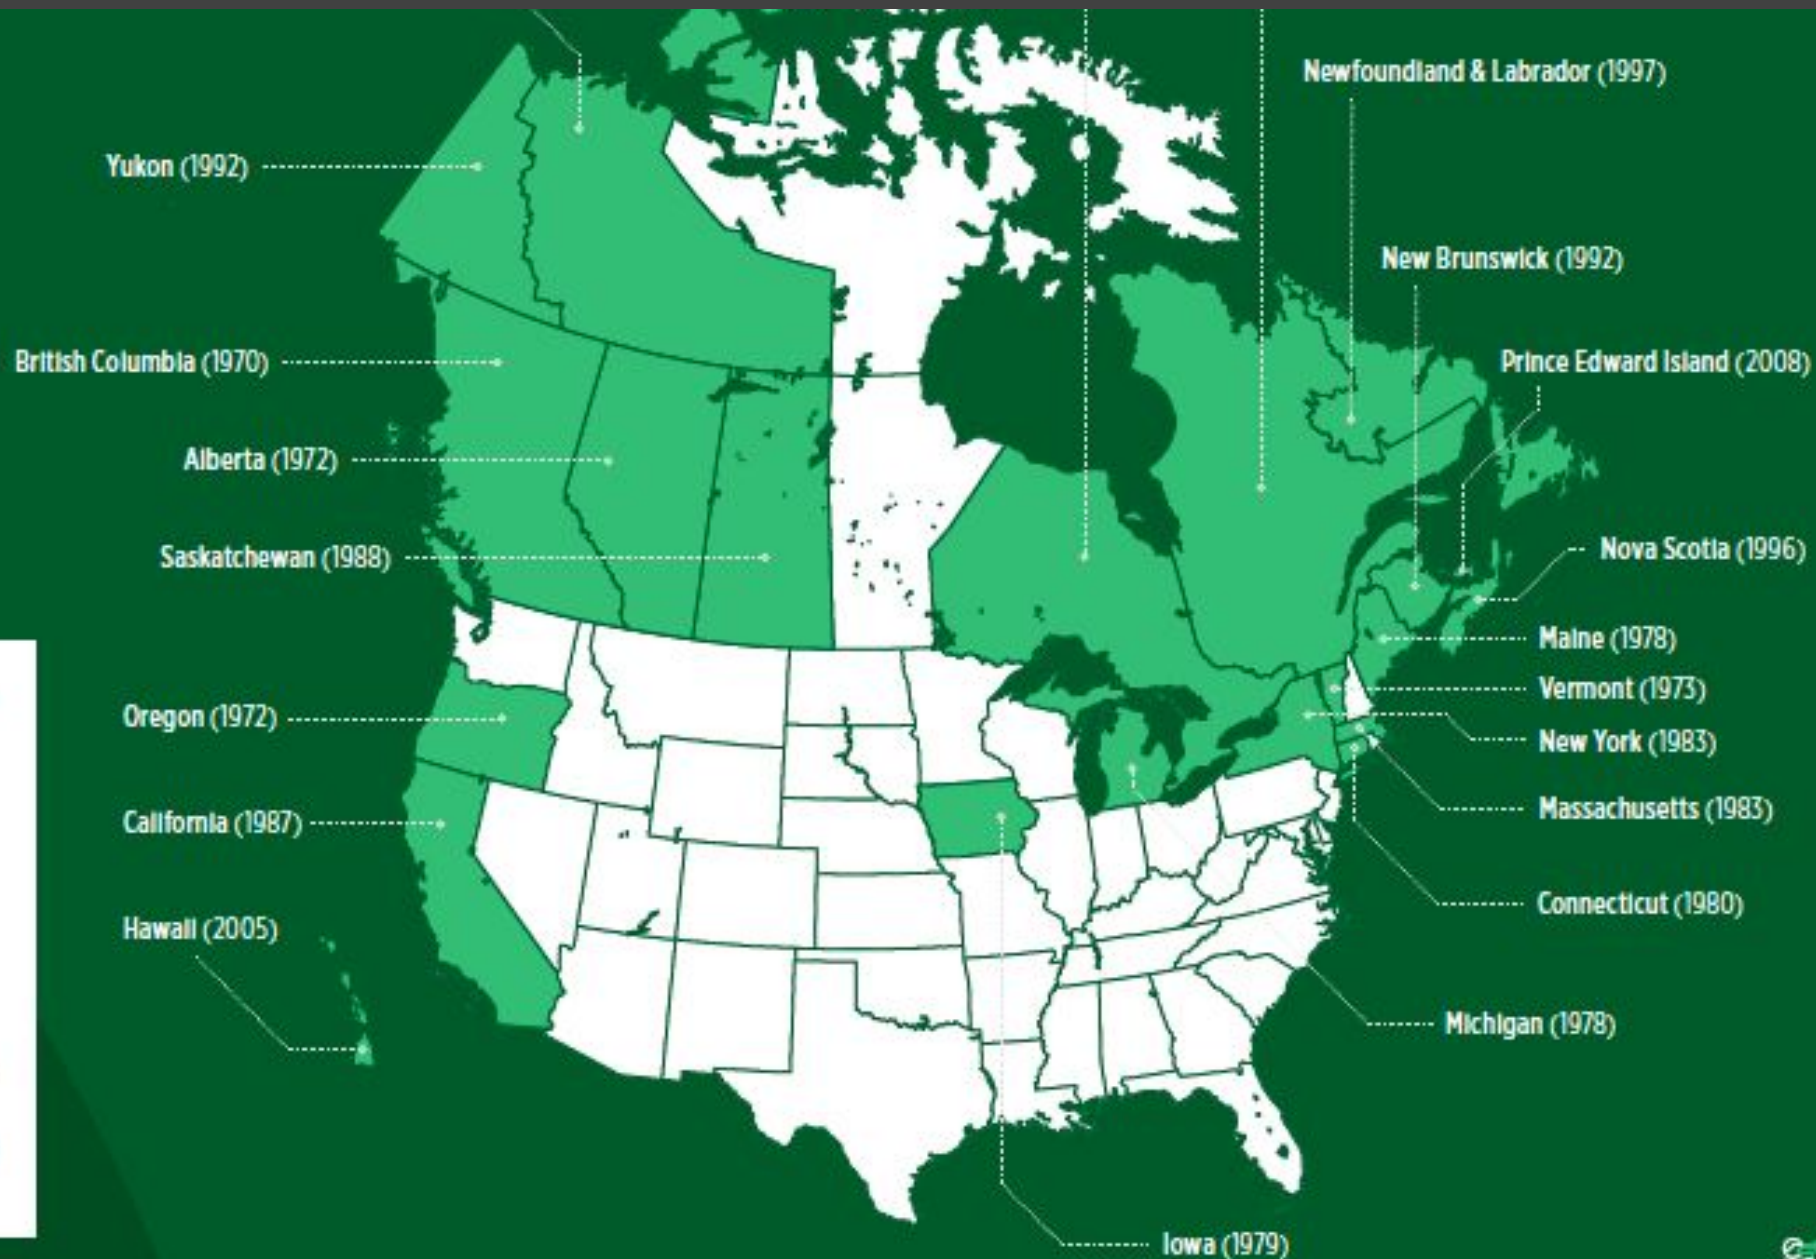 Newfoundland & Labrador (1997)
Yukon (1992)
New Brunswick (1992)
British Columbia (1970)
Prince Edward Island (2008)
Alberta (1972)
Nova Scotia (1996)
Saskatchewan (1988)
Maine (1978)
Vermont (1973)
Oregon (1972)
New York (1983)
California (1987)
Massachusetts (1983)
Connecticut (1980)
Hawaii (2005)
Michigan (1978)
Iowa (1979)